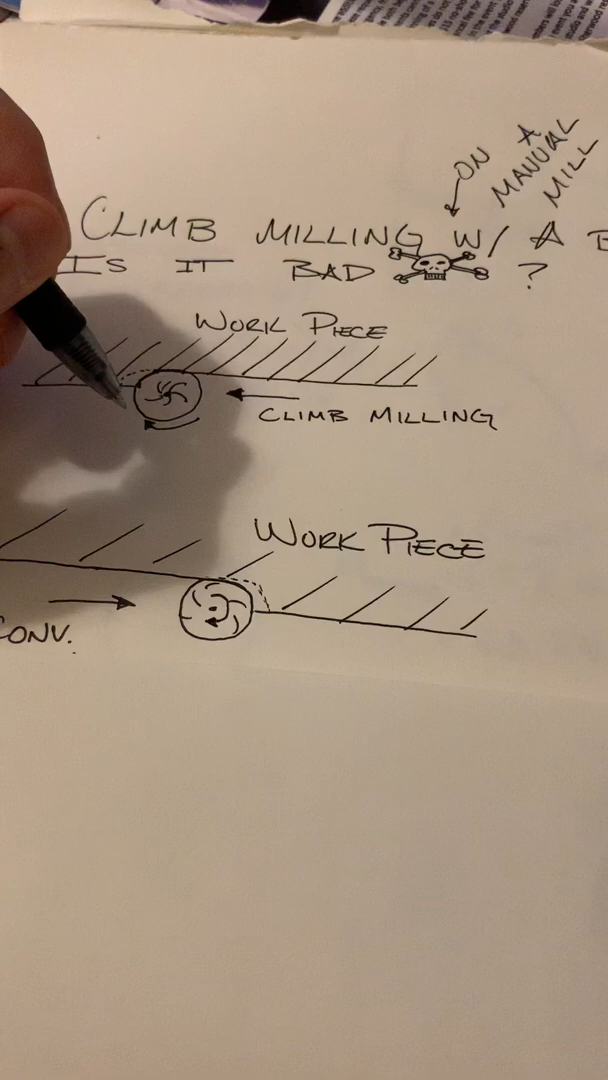 ON A
MANUAL
MILL
CLIMB MILLING W/ A
IS IT BAD ?
WORK PIECE
CLIMB MILLING
WORK PIECE
CONV.